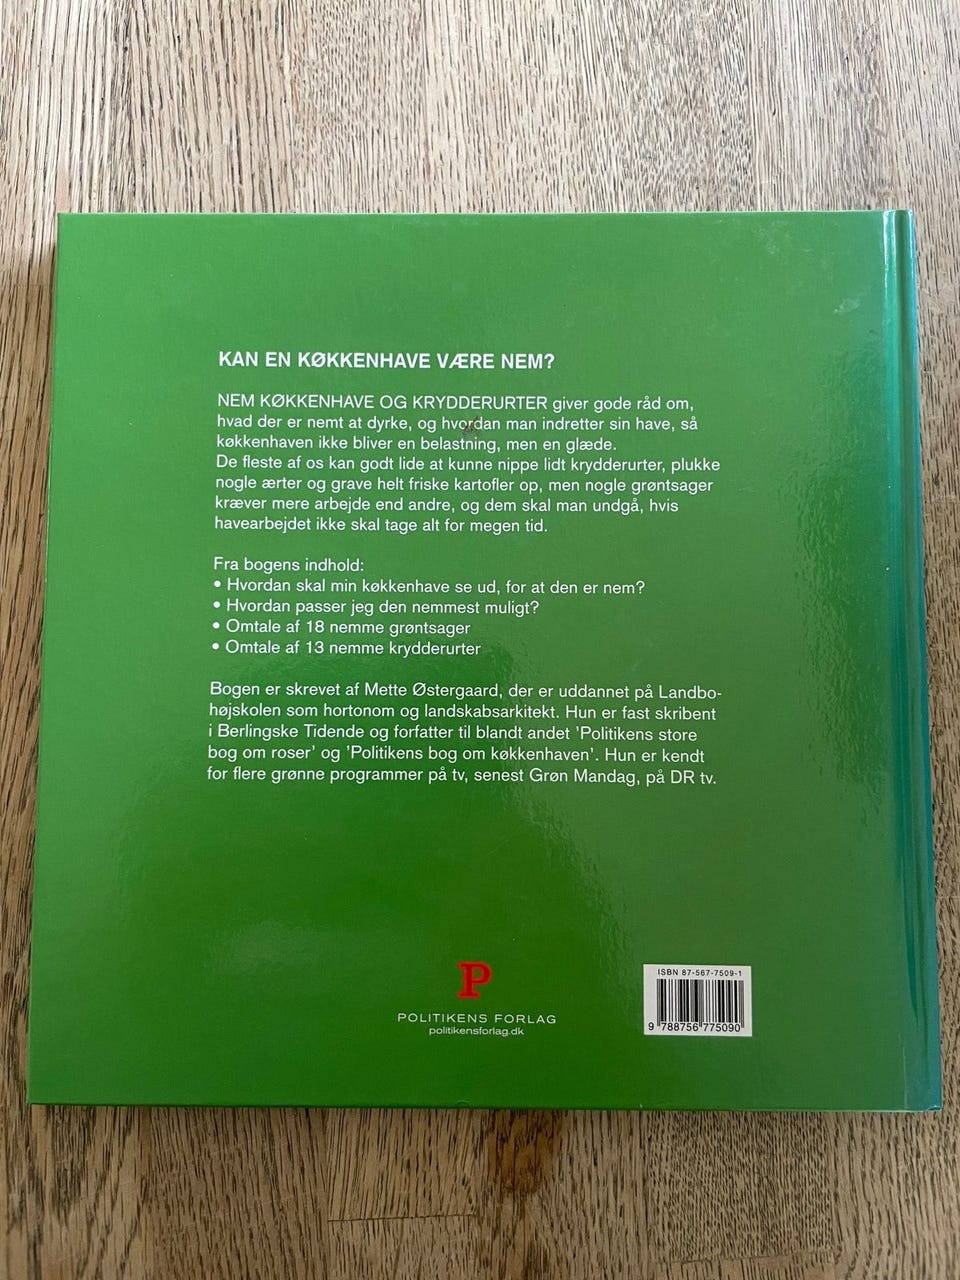 KAN EN KØKKENHAVE VÆRE NEM?
NEM KØKKENHAVE OG KRYDDERURTER giver gode råd om,
hvad der er nemt at dyrke, og hvordan man indretter sin have, så
køkkenhaven ikke bliver en belastning, men en glæde.
De fleste af os kan godt lide at kunne nippe lidt krydderurter, plukke
nogle ærter og grave helt friske kartofler op, men nogle grøntsager
kræver mere arbejde end andre, og dem skal man undgå, hvis
havearbejdet ikke skal tage alt for megen tid.
Fra bogens indhold:
• Hvordan skal min køkkenhave se ud, for at den er nem?
• Hvordan passer jeg den nemmest muligt?
• Omtale af 18 nemme grøntsager
• Omtale af 13 nemme krydderurter
Bogen er skrevet af Mette Østergaard, der er uddannet på Landbo-
højskolen som hortonom og landskabsarkitekt. Hun er fast skribent
i Berlingske Tidende og forfatter til blandt andet 'Politikens store
bog om roser' og 'Politikens bog om køkkenhaven'. Hun er kendt
for flere grønne programmer på tv, senest Grøn Mandag, på DR tv.
P
POLITIKENS FORLAG
politikensforlag.dk
ISBN 87-567-7509-1
9 788756 775090